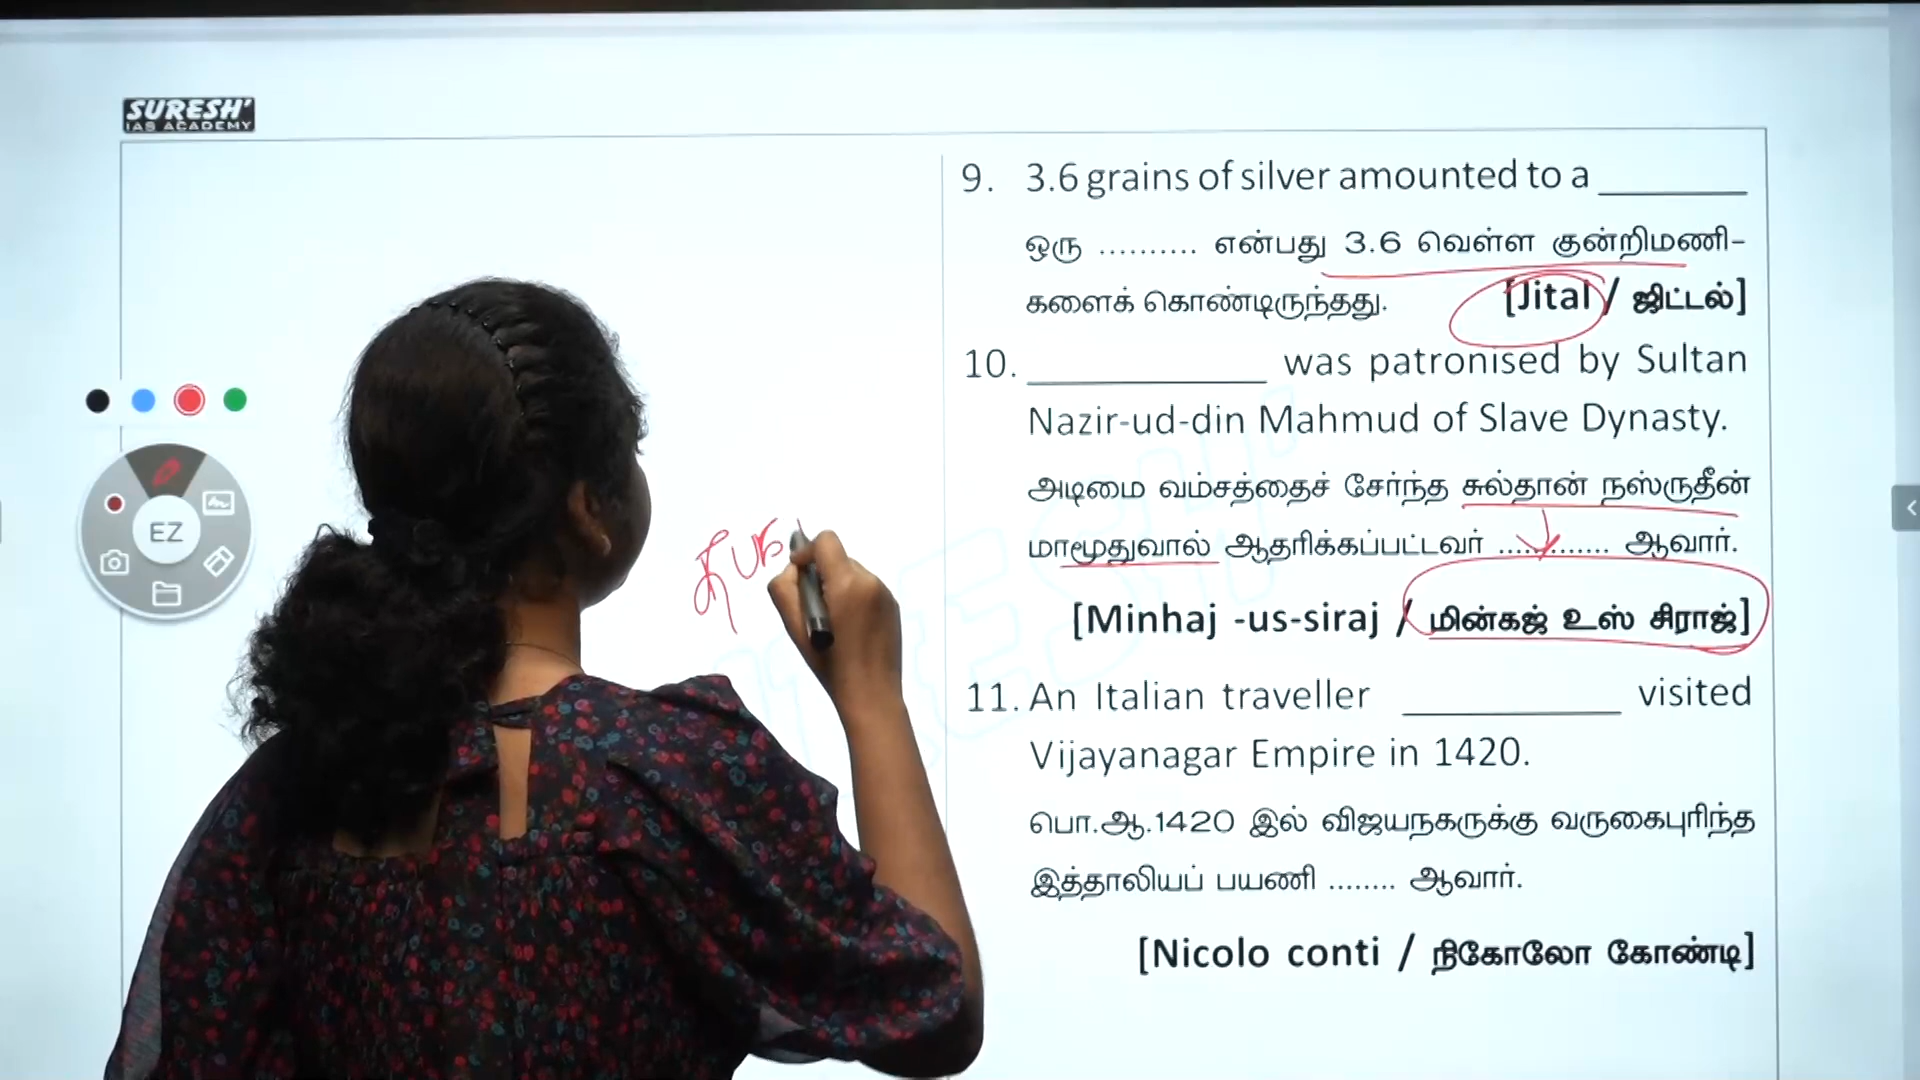 SURESH'
IAS ACADEMY
9. 3.6 grains of silver amounted to a ________
ஒரு .......... என்பது 3.6 வெள்ள குன்றிமணி-
களைக் கொண்டிருந்தது. [Jital / ஜிட்டல்]
10. ____________ was patronised by Sultan
Nazir-ud-din Mahmud of Slave Dynasty.
அடிமை வம்சத்தைச் சேர்ந்த சுல்தான் நஸ்ருதீன்
மாமூதுவால் ஆதரிக்கப்பட்டவர் ............ ஆவார்.
[Minhaj -us-siraj / மின்கஜ் உஸ் சிராஜ்]
11. An Italian traveller ____________ visited
Vijayanagar Empire in 1420.
பொ.ஆ.1420 இல் விஜயநகருக்கு வருகைபுரிந்த
இத்தாலியப் பயணி ........ ஆவார்.
[Nicolo conti / நிகோலோ கோண்டி]
EZ